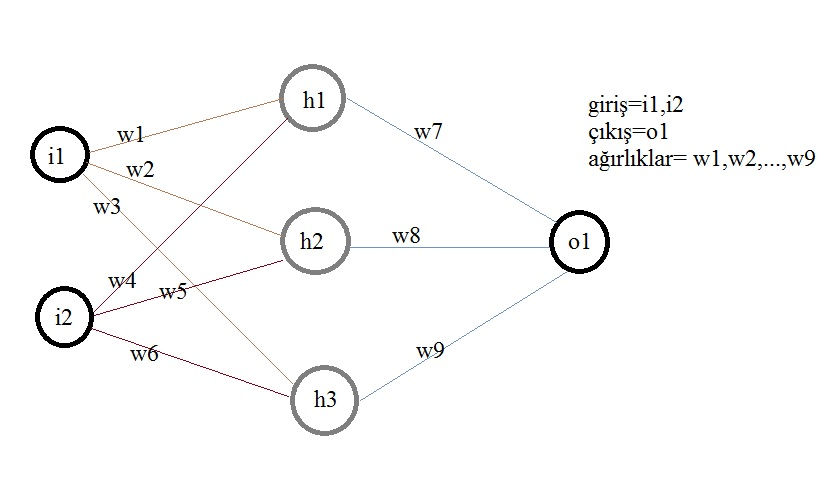 i1
i2
w1
w2
w3
w4
w5
w6
h1
h2
h3
w7
w8
w9
o1
giriş=i1,i2
çıkış=o1
ağırlıklar= w1,w2,...,w9